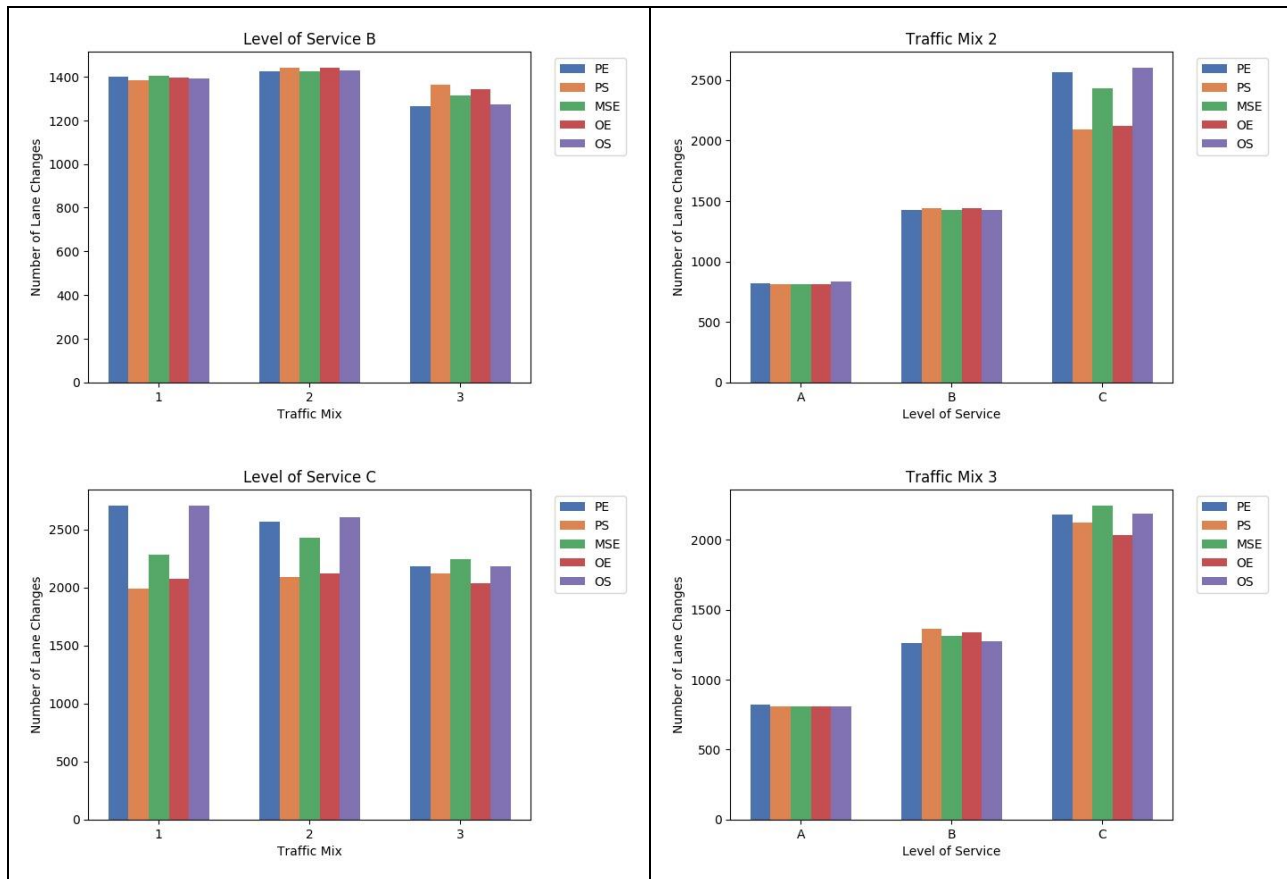 Level of Service B
Number of Lane Changes
1400
1200
1000
800
600
400
200
0
1 2 3
Traffic Mix
PE
PS
MSE
OE
OS
Traffic Mix 2
Number of Lane Changes
2500
2000
1500
1000
500
0
A B C
Level of Service
PE
PS
MSE
OE
OS
Level of Service C
Number of Lane Changes
2500
2000
1500
1000
500
0
1 2 3
Traffic Mix
PE
PS
MSE
OE
OS
Traffic Mix 3
Number of Lane Changes
2000
1500
1000
500
0
A B C
Level of Service
PE
PS
MSE
OE
OS